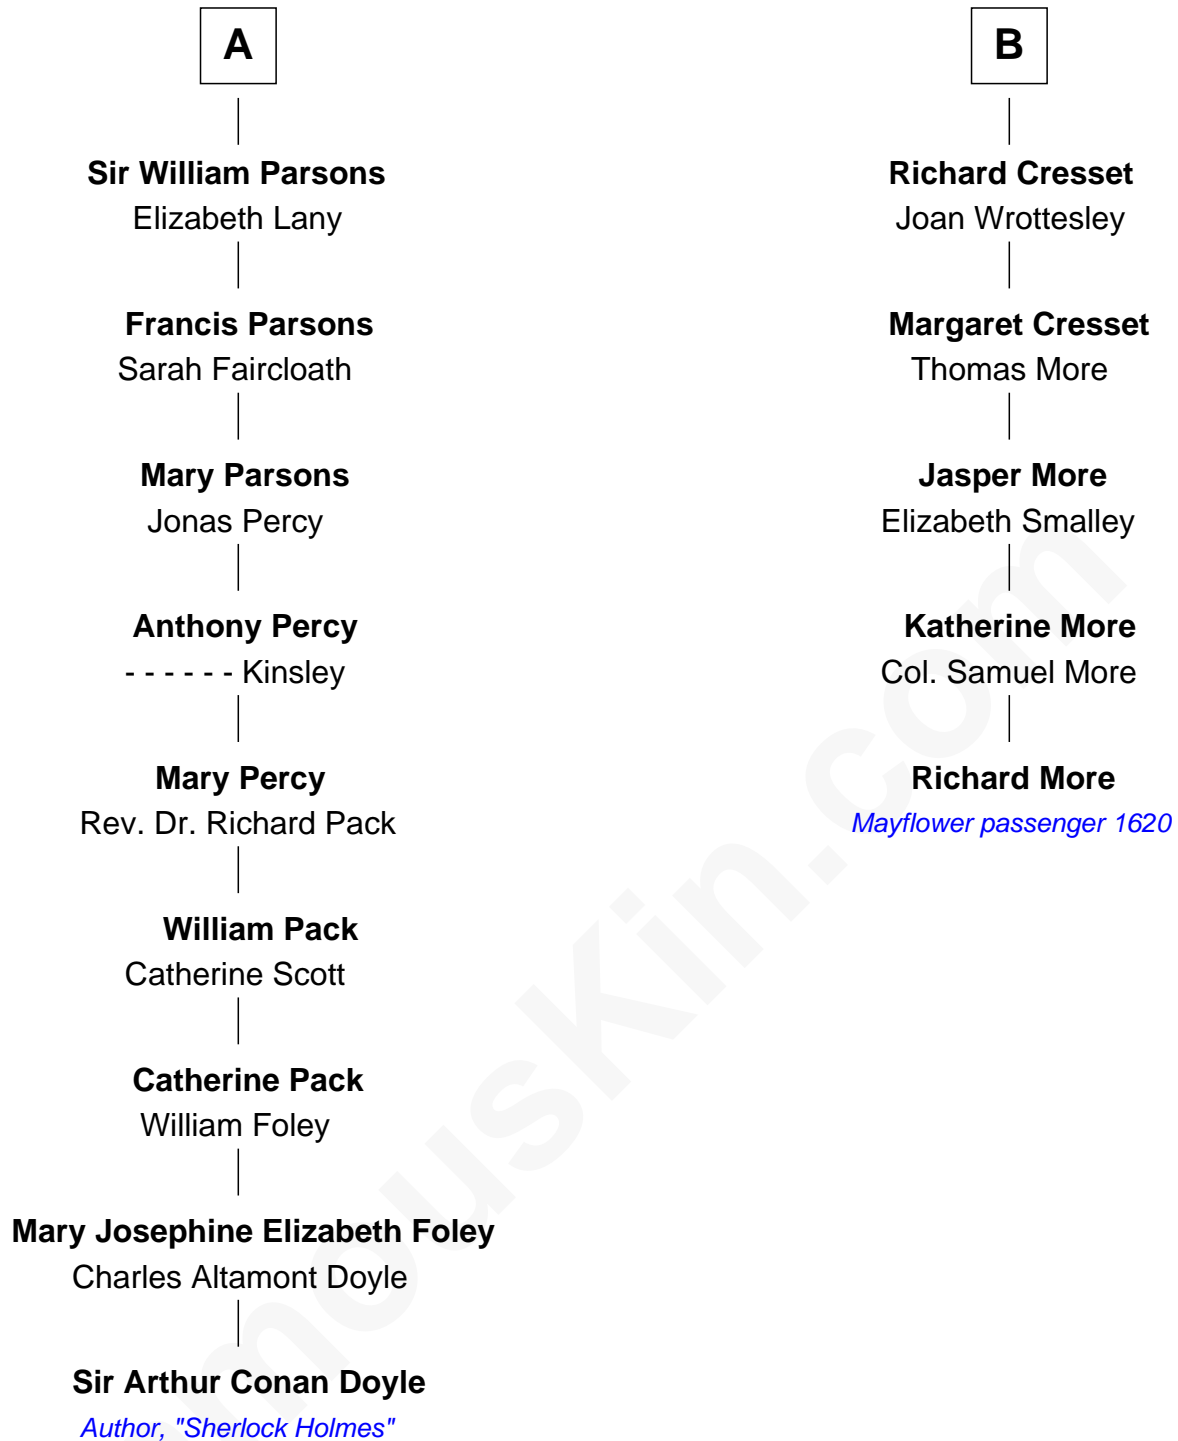 A
Sir William Parsons
Elizabeth Lany
Francis Parsons
Sarah Faircloath
Mary Parsons
Jonas Percy
Anthony Percy
- - - - - - Kinsley
Mary Percy
Rev. Dr. Richard Pack
William Pack
Catherine Scott
Catherine Pack
William Foley
Mary Josephine Elizabeth Foley
Charles Altamont Doyle
Sir Arthur Conan Doyle
Author, "Sherlock Holmes"
B
Richard Cresset
Joan Wrottesley
Margaret Cresset
Thomas More
Jasper More
Elizabeth Smalley
Katherine More
Col. Samuel More
Richard More
Mayflower passenger 1620
mouskin.com